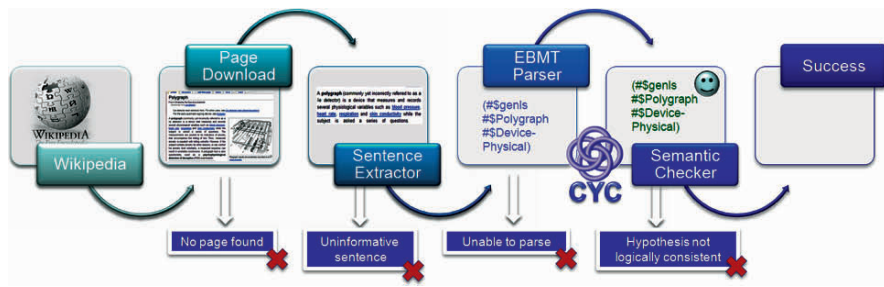 WIKIPEDIA
Wikipedia
Page
Download
Polygraph
A polygraph (commonly yet incorrectly referred to as a
lie detector) is a device that measures and records
several physiological variables such as blood pressure,
heart rate, respiration and skin conductivity while the
subject is asked a series of questions.
Sentence
Extractor
EBMT
Parser
(#$genls
#$Polygraph
#$Device-
Physical)
CYC
(#$genls
#$Polygraph
#$Device-
Physical)
Semantic
Checker
Success
No page found
Uninformative
sentence
Unable to parse
Hypothesis not
logically consistent